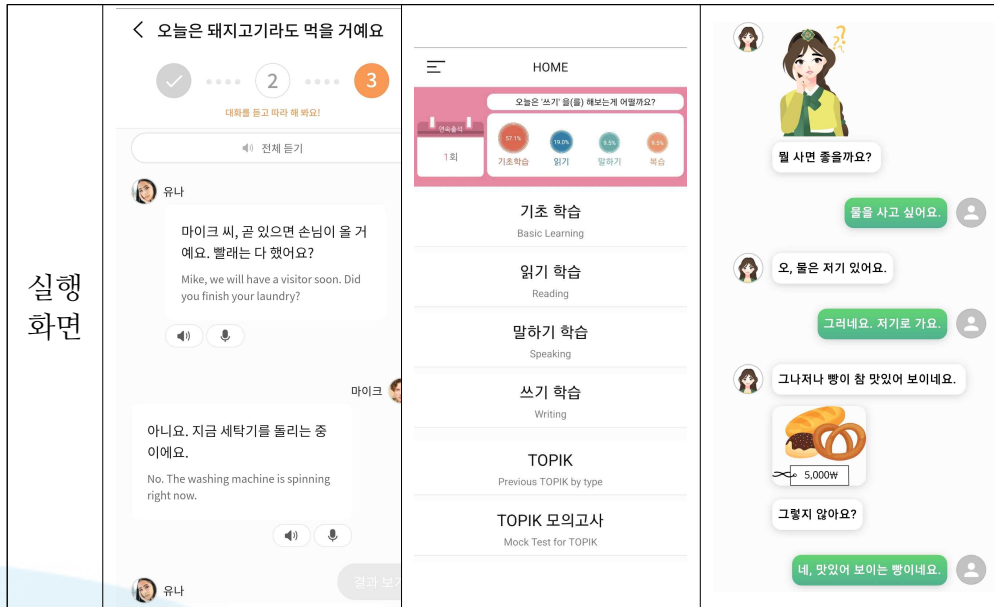 실행
화면
오늘은 돼지고기라도 먹을 거예요
2
3
대화를 듣고 따라 해 봐요!
전체 듣기
유나
마이크 씨, 곧 있으면 손님이 올 거
예요. 빨래는 다 했어요?
Mike, we will have a visitor soon. Did
you finish your laundry?
마이크
아니요. 지금 세탁기를 돌리는 중
이에요.
No. The washing machine is spinning
right now.
결과 보기
유나
HOME
오늘은 '쓰기' 을(를) 해보는게 어떨까요?
연속출석
1회
57.1%
19.0%
9.5%
9.5%
기초학습
읽기
말하기
복습
기초 학습
Basic Learning
읽기 학습
Reading
말하기 학습
Speaking
쓰기 학습
Writing
TOPIK
Previous TOPIK by type
TOPIK 모의고사
Mock Test for TOPIK
??
뭘 사면 좋을까요?
물을 사고 싶어요.
오, 물은 저기 있어요.
그러네요. 저기로 가요.
그나저나 빵이 참 맛있어 보이네요.
5,000₩
그렇지 않아요?
네, 맛있어 보이는 빵이네요.